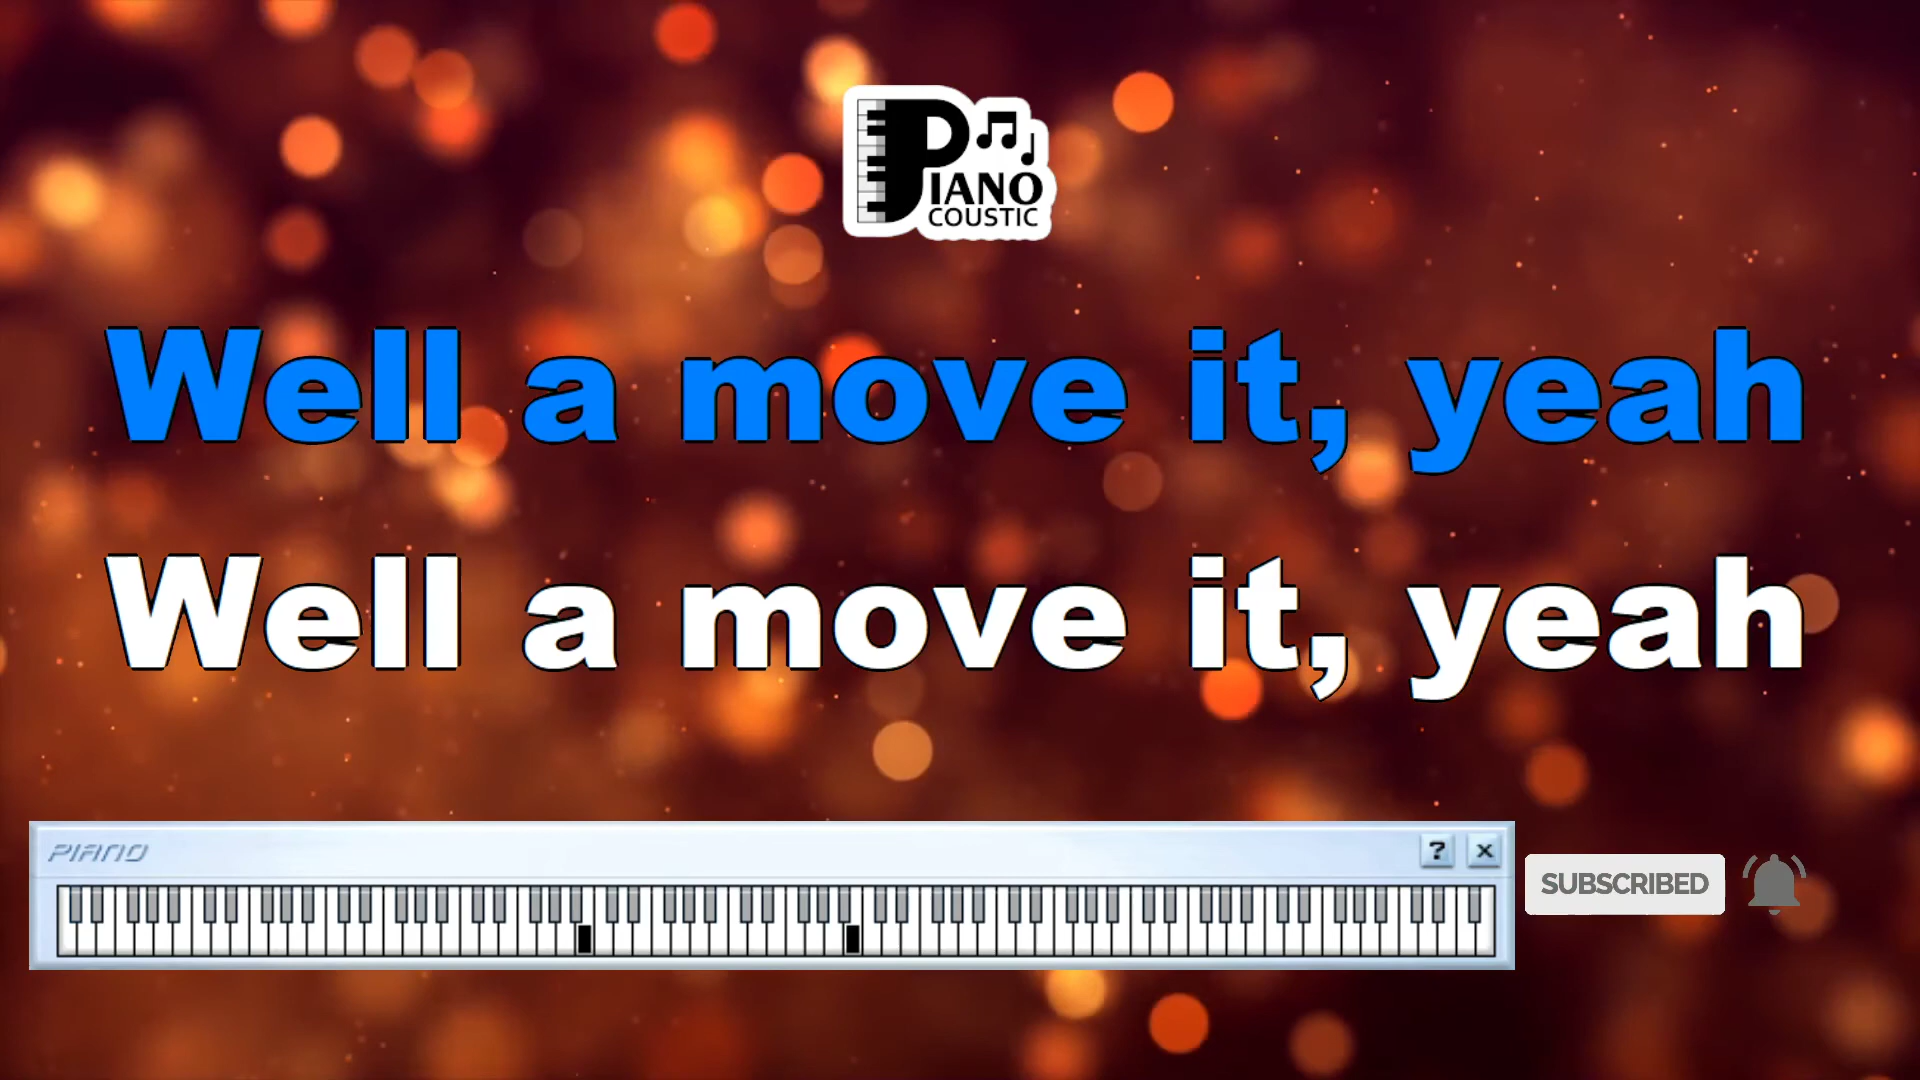 PIANO
COUSTIC
Well a move it, yeah
Well a move it, yeah
PIANO
? x
SUBSCRIBED